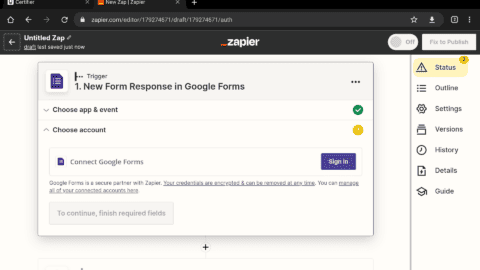 Certifier
New Zap | Zapier
zapier.com/editor/179274671/draft/179274671/auth
Untitled Zap
draft last saved just now
zapier
Off
Fix to Publish
Trigger
1. New Form Response in Google Forms
Choose app & event
Choose account
Connect Google Forms
Sign in
Google Forms is a secure partner with Zapier. Your credentials are encrypted & can be removed at any time. You can manage
all of your connected accounts here.
To continue, finish required fields
Status
2
Outline
Settings
Versions
History
Details
Guide